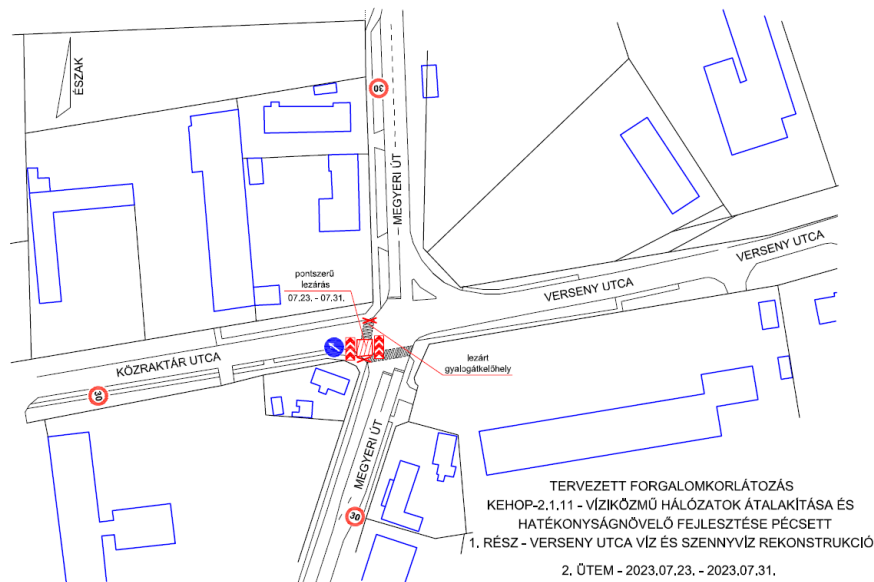 ÉSZAK
30
MEGYERI ÚT
VERSENY UTCA
VERSENY UTCA
pontszerű
lezárás
07.23. - 07.31.
KÖZRAKTÁR UTCA
lezárt
gyalogátkelőhely
30
MEGYERI ÚT
30
TERVEZETT FORGALOMKORLÁTOZÁS
KEHOP-2.1.11 - VÍZIKÖZMŰ HÁLÓZATOK ÁTALAKÍTÁSA ÉS
HATÉKONYSÁGNÖVELŐ FEJLESZTÉSE PÉCSETT
1. RÉSZ - VERSENY UTCA VÍZ ÉS SZENNYVÍZ REKONSTRUKCIÓ
2. ÜTEM - 2023.07.23. - 2023.07.31.